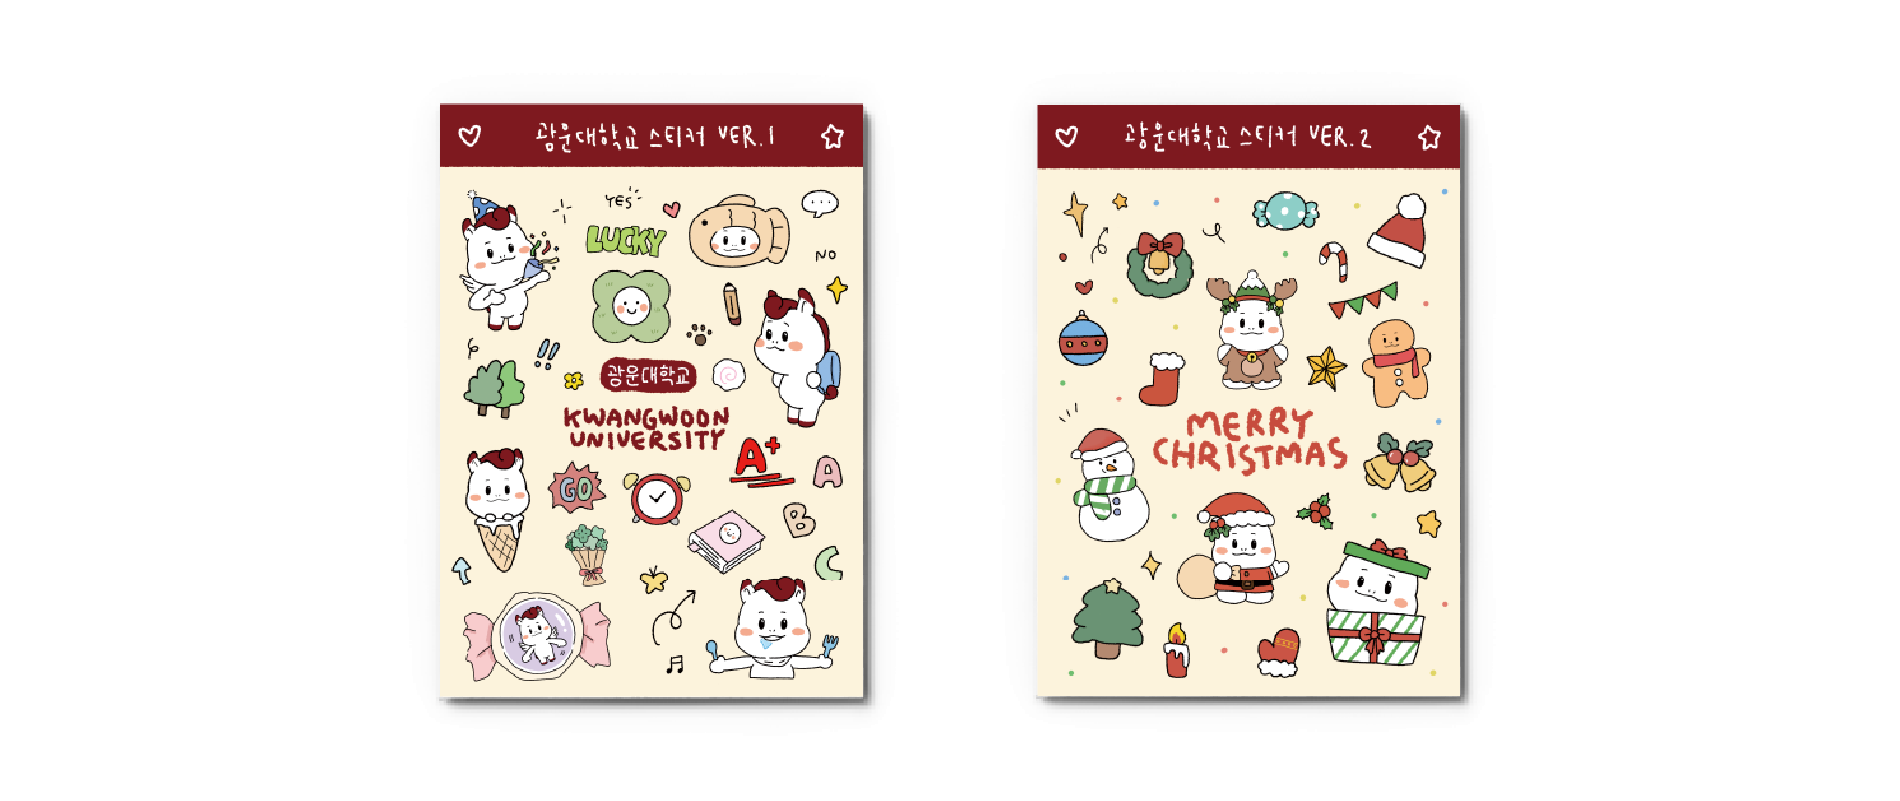 광운대학교 스티커 VER.1
YES
LUCKY
NO
광운대학교
KWANGWOON
UNIVERSITY
A+
A
GO
B
C
광운대학교 스티커 VER.2
MERRY
CHRISTMAS